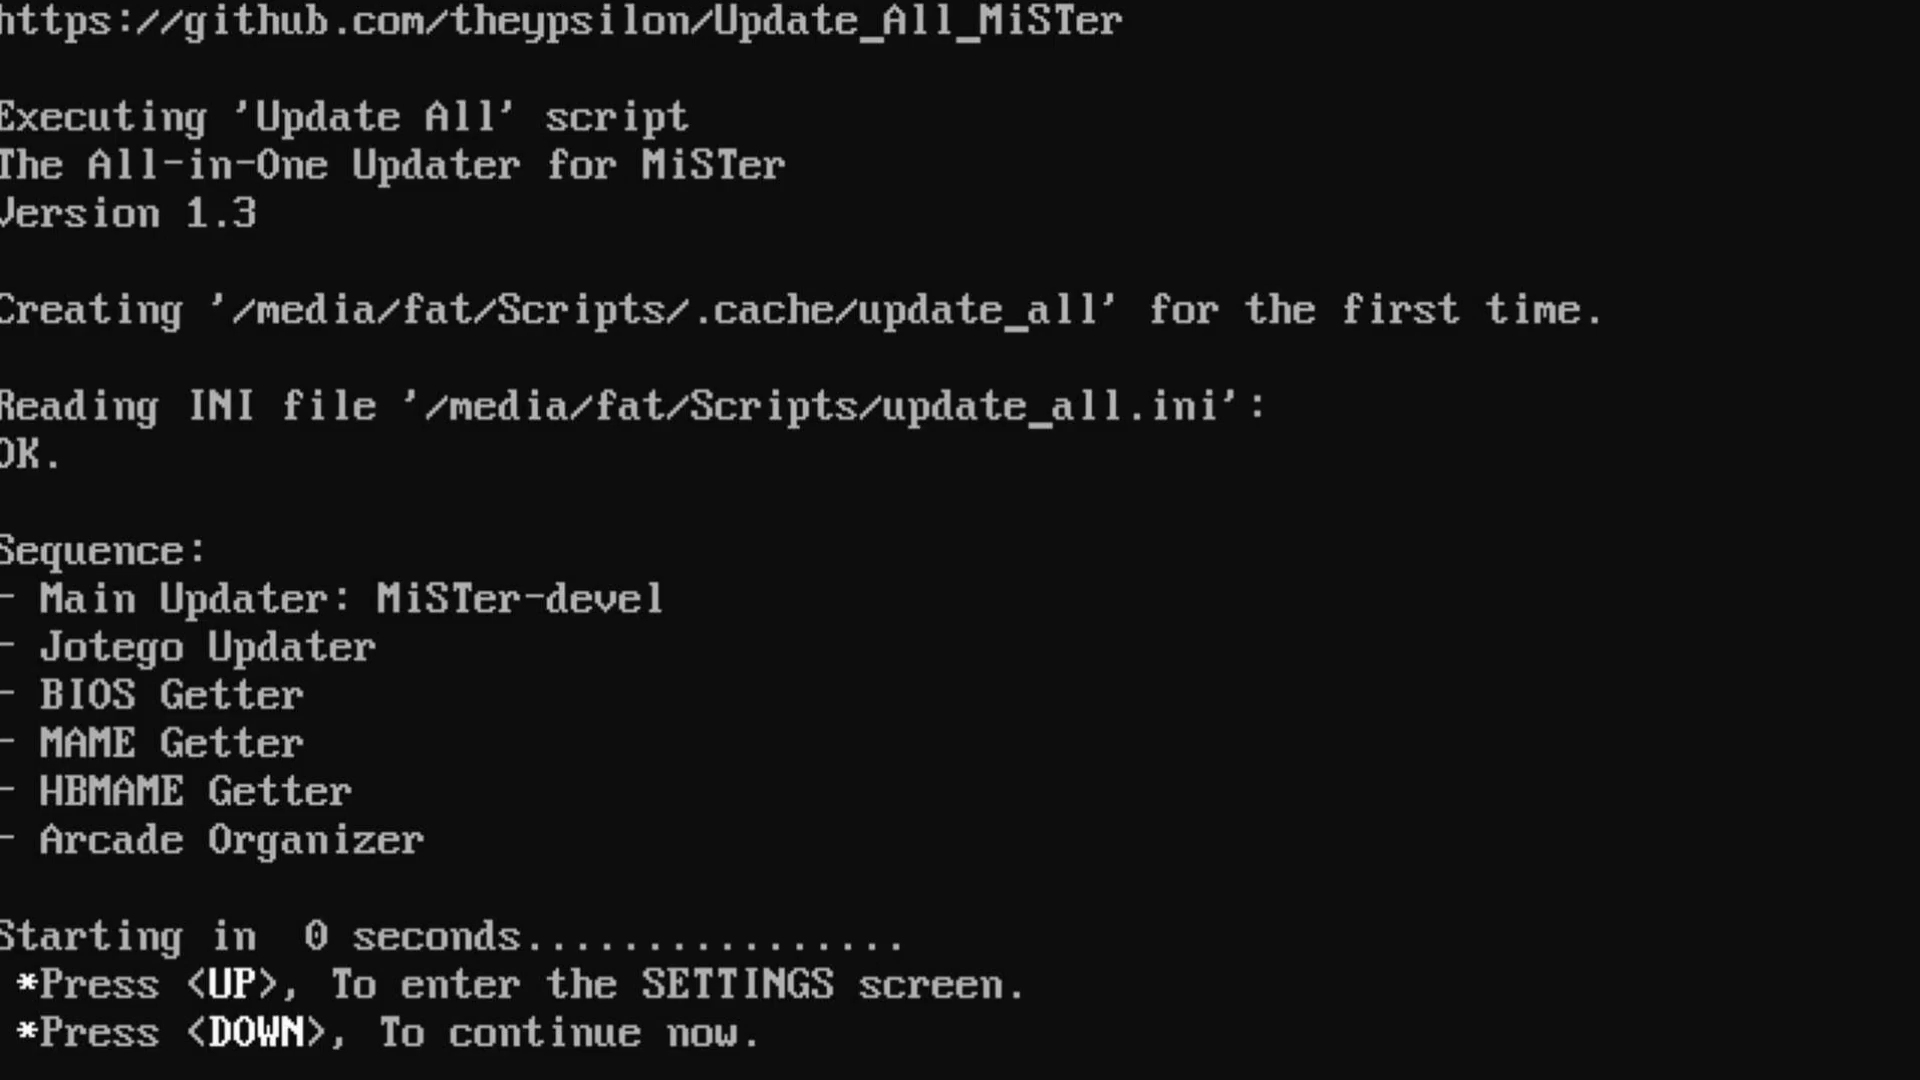 https://github.com/theypsilon/Update_All_MiSTer
Executing 'Update All' script
The All-in-One Updater for MiSTer
Version 1.3
Creating '/media/fat/Scripts/.cache/update_all' for the first time.
Reading INI file '/media/fat/Scripts/update_all.ini':
OK.
Sequence:
- Main Updater: MiSTer-devel
- Jotego Updater
- BIOS Getter
- MAME Getter
- HBMAME Getter
- Arcade Organizer
Starting in  0 seconds................
*Press <UP>, To enter the SETTINGS screen.
*Press <DOWN>, To continue now.